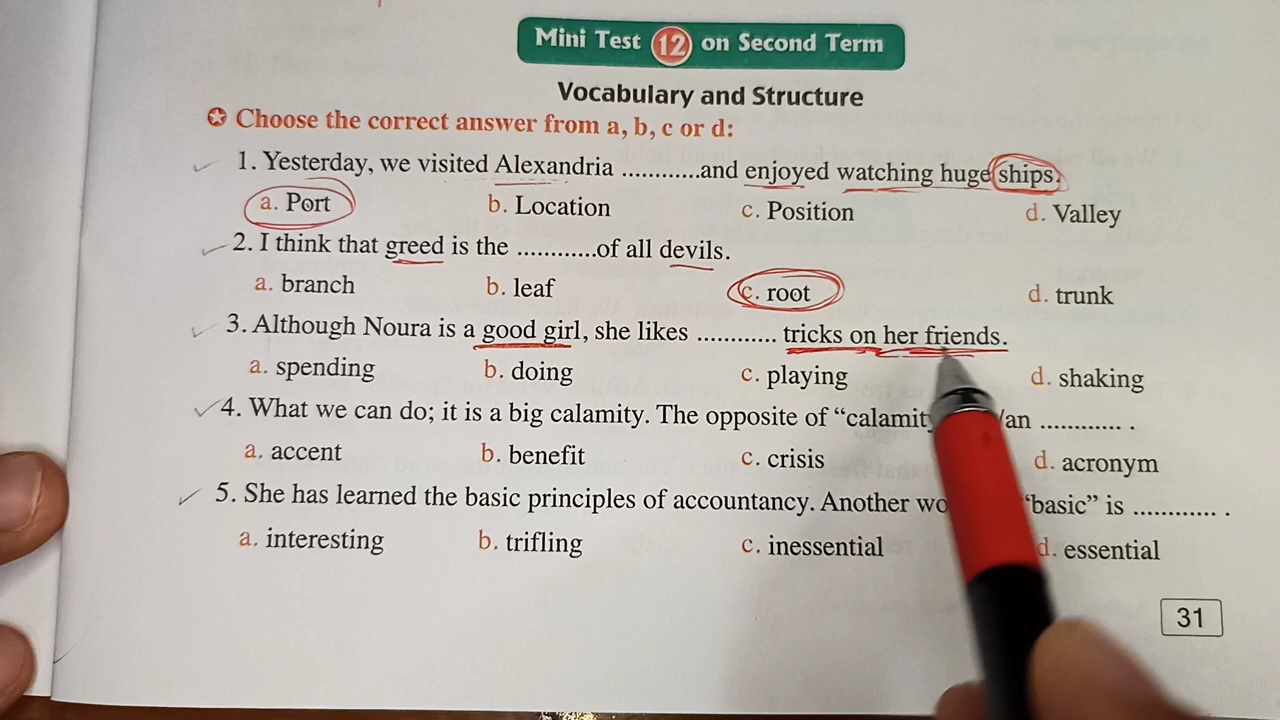 Mini Test 12 on Second Term
Vocabulary and Structure
Choose the correct answer from a, b, c or d:
1. Yesterday, we visited Alexandria ............and enjoyed watching huge ships.
a. Port b. Location c. Position d. Valley
2. I think that greed is the ............of all devils.
a. branch b. leaf c. root d. trunk
3. Although Noura is a good girl, she likes ............ tricks on her friends.
a. spending b. doing c. playing d. shaking
4. What we can do; it is a big calamity. The opposite of “calamity /an ............ .
a. accent b. benefit c. crisis d. acronym
5. She has learned the basic principles of accountancy. Another “basic” is ............ .
a. interesting b. trifling c. inessential d. essential
31